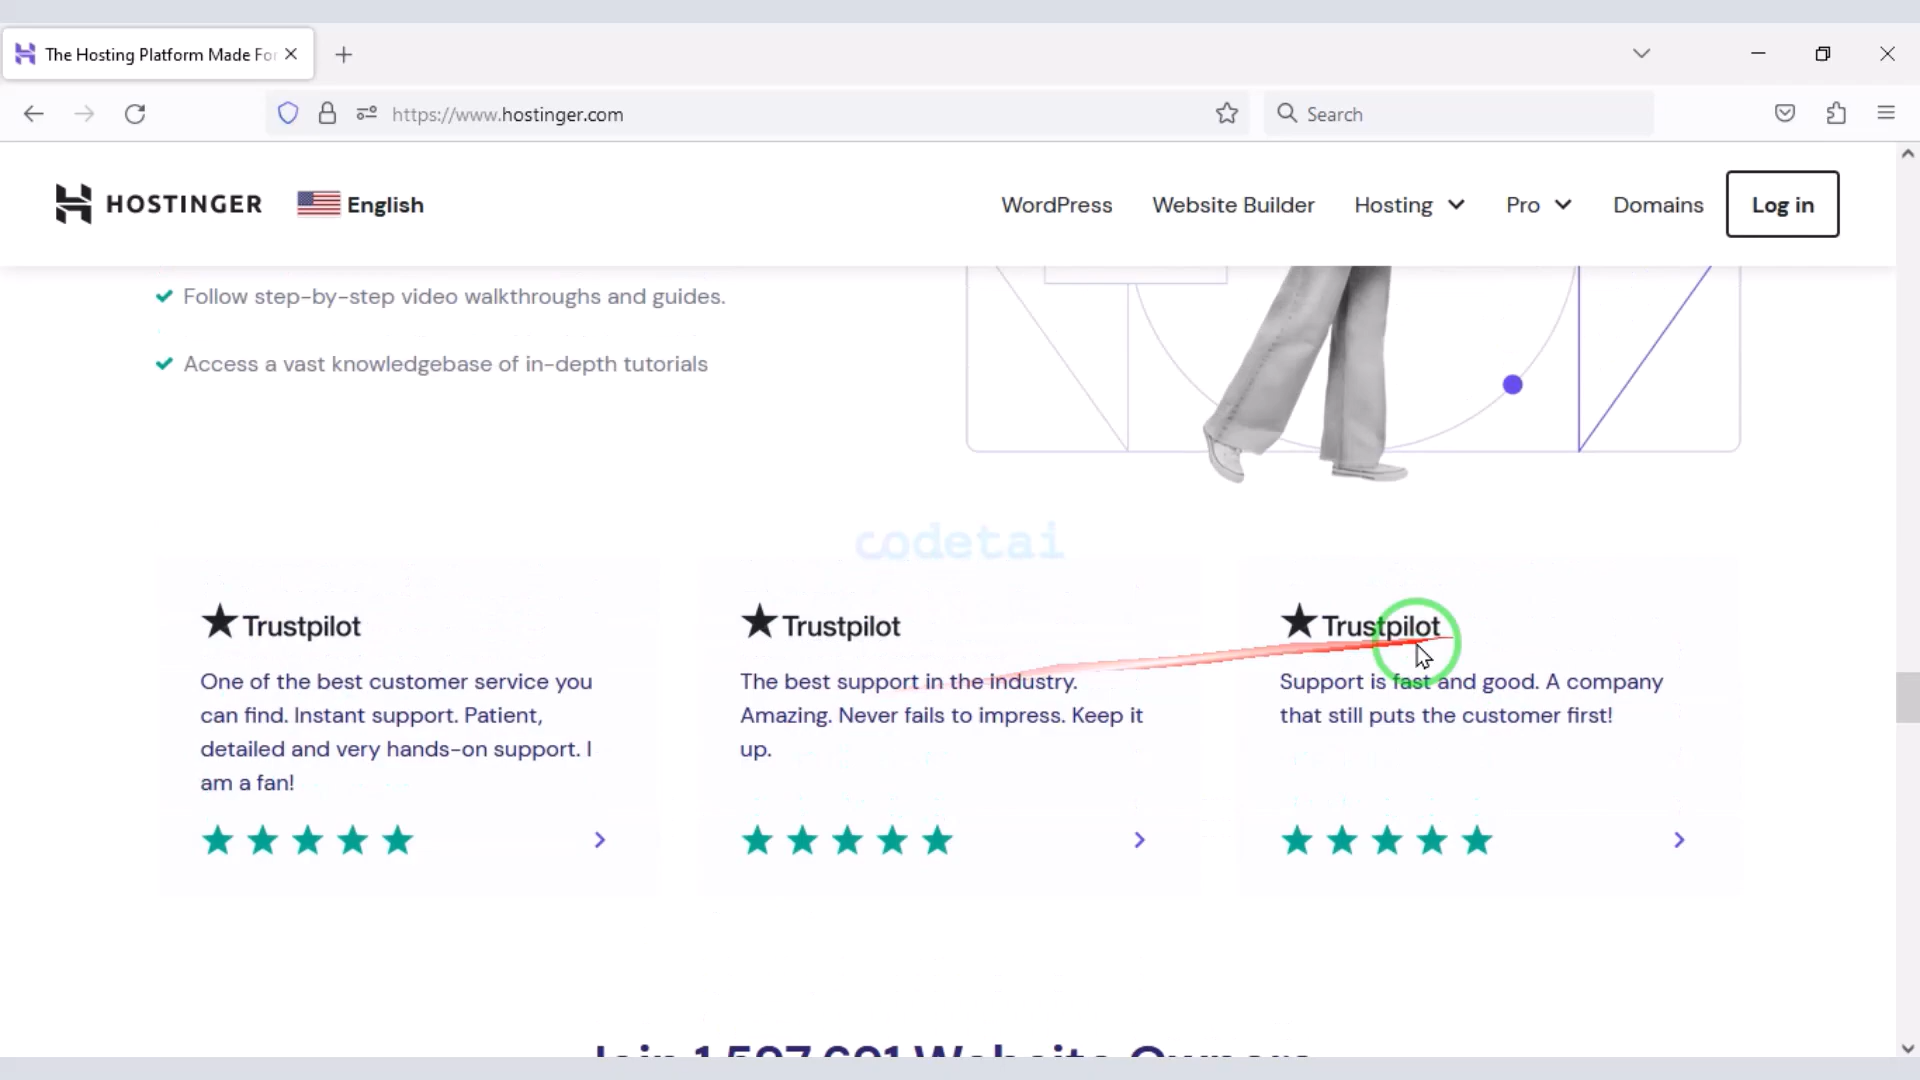 The Hosting Platform Made For
https://www.hostinger.com
Search
HOSTINGER
English
WordPress
Website Builder
Hosting
Pro
Domains
Log in
Follow step-by-step video walkthroughs and guides.
Access a vast knowledgebase of in-depth tutorials
codetai
Trustpilot
One of the best customer service you
can find. Instant support. Patient,
detailed and very hands-on support. I
am a fan!
Trustpilot
The best support in the industry.
Amazing. Never fails to impress. Keep it
up.
Trustpilot
Support is fast and good. A company
that still puts the customer first!
Website Owners